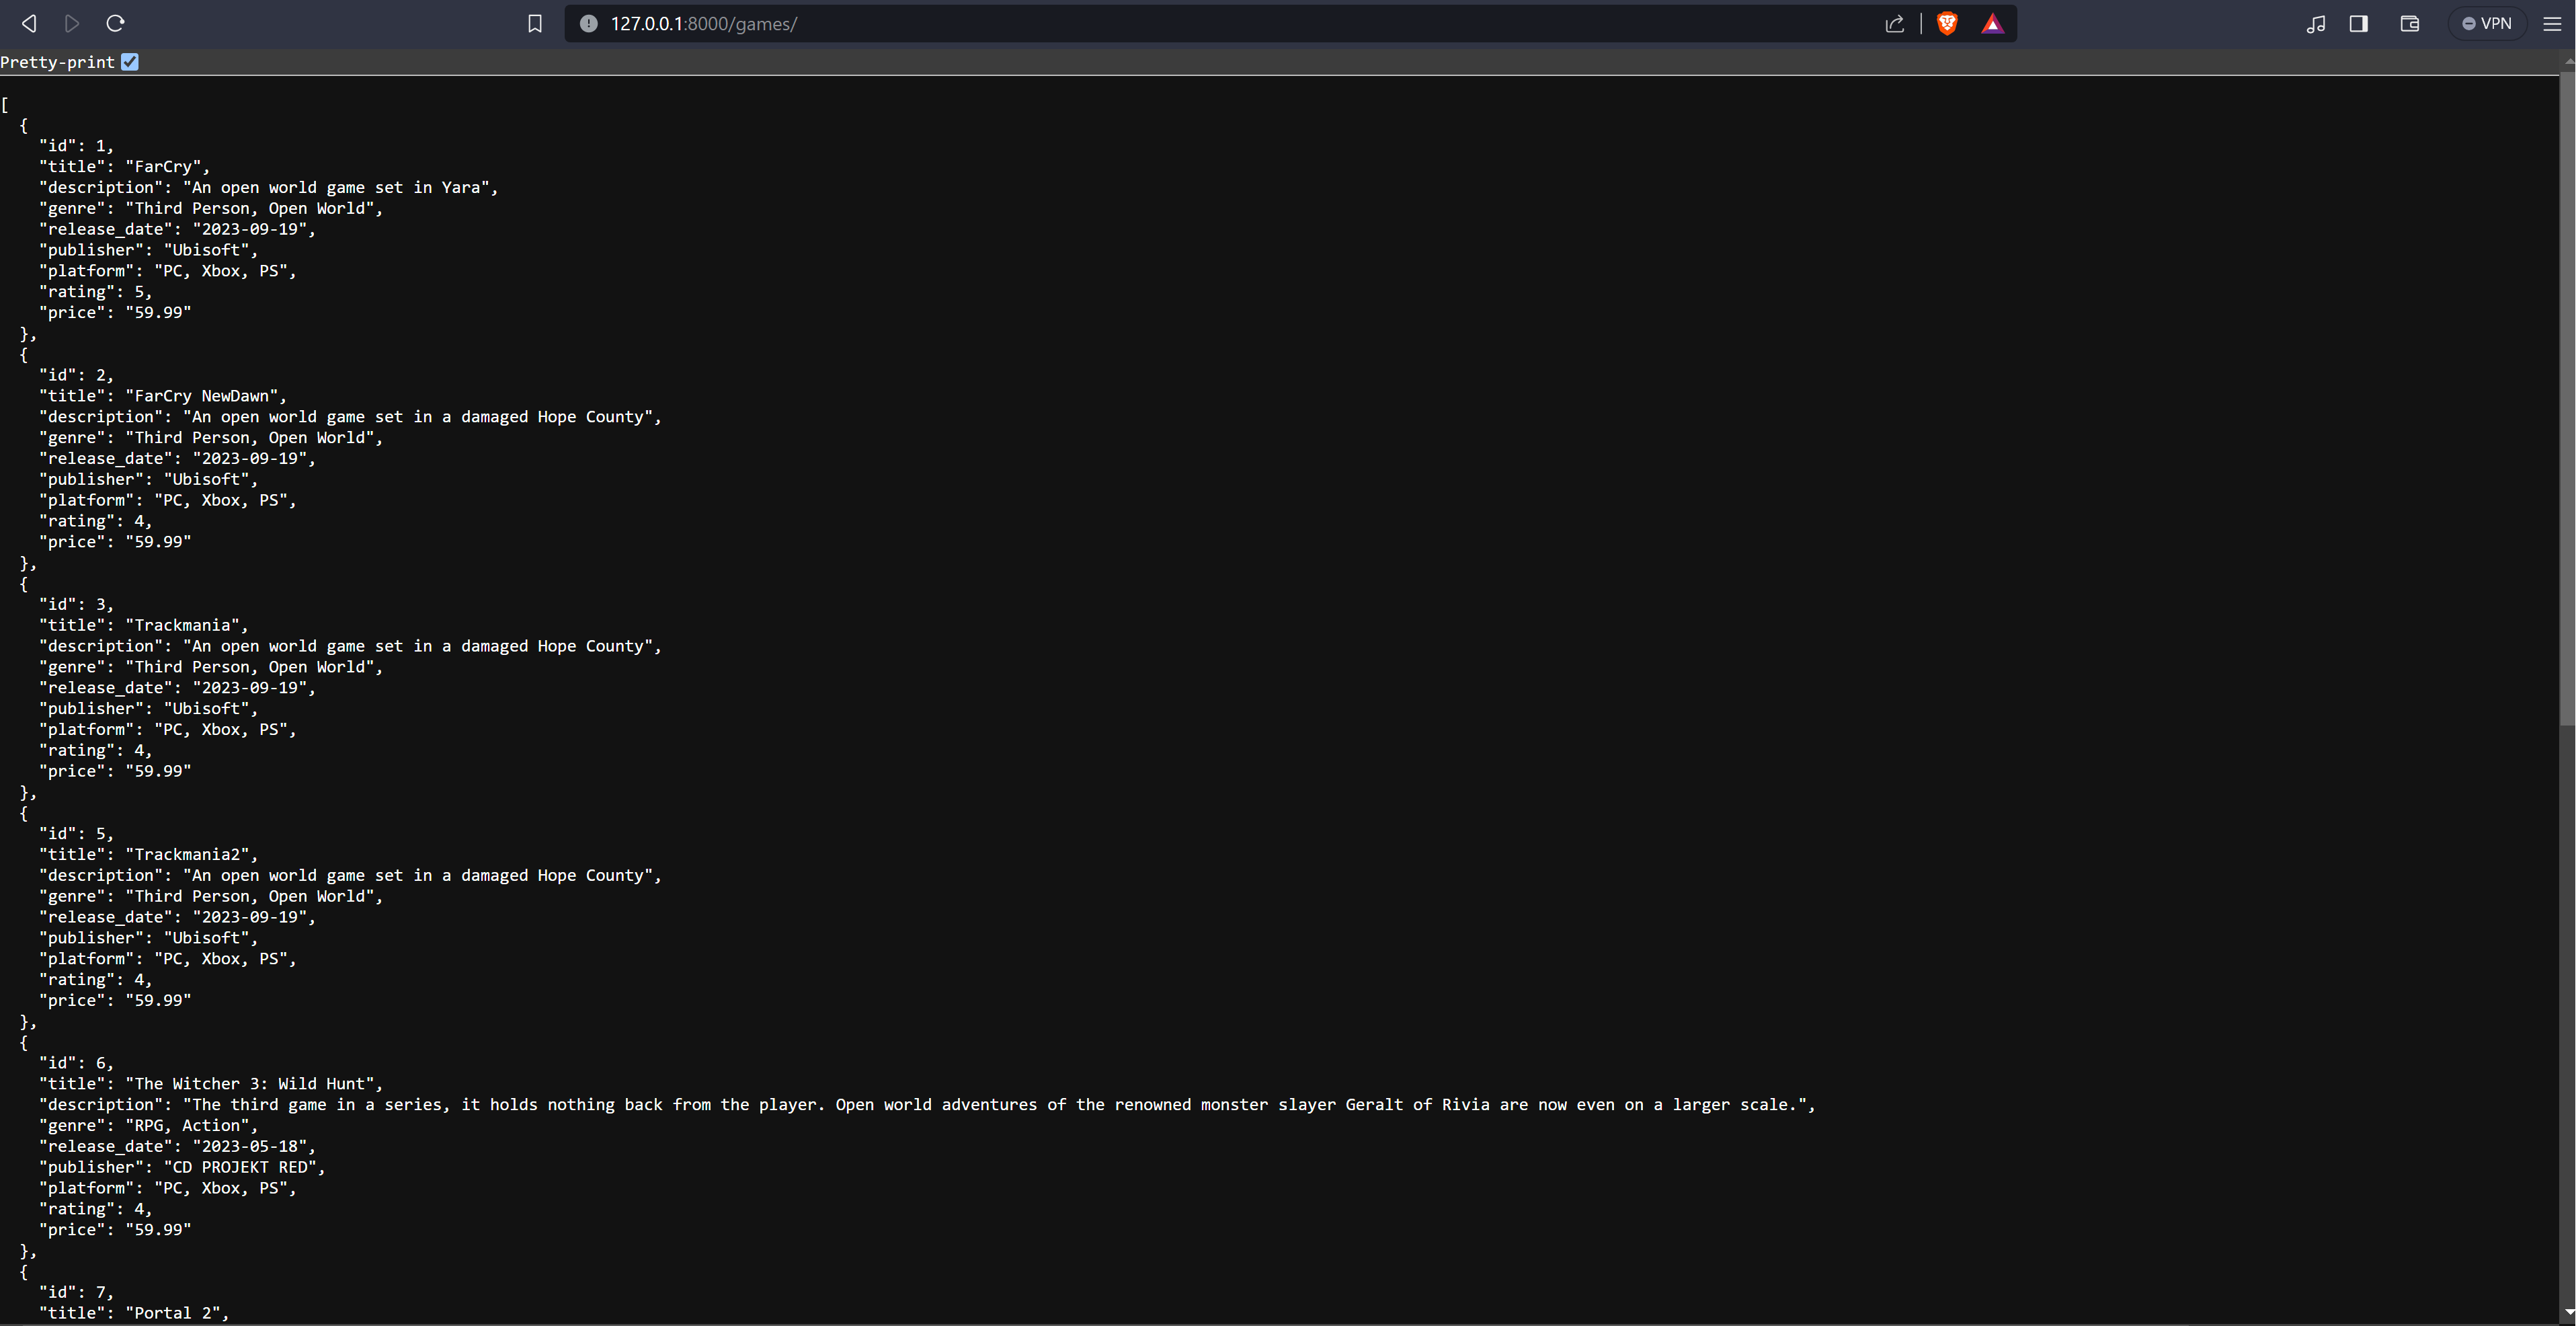 127.0.0.1:8000/games/
VPN
Pretty-print
[
  {
    "id": 1,
    "title": "FarCry",
    "description": "An open world game set in Yara",
    "genre": "Third Person, Open World",
    "release_date": "2023-09-19",
    "publisher": "Ubisoft",
    "platform": "PC, Xbox, PS",
    "rating": 5,
    "price": "59.99"
  },
  {
    "id": 2,
    "title": "FarCry NewDawn",
    "description": "An open world game set in a damaged Hope County",
    "genre": "Third Person, Open World",
    "release_date": "2023-09-19",
    "publisher": "Ubisoft",
    "platform": "PC, Xbox, PS",
    "rating": 4,
    "price": "59.99"
  },
  {
    "id": 3,
    "title": "Trackmania",
    "description": "An open world game set in a damaged Hope County",
    "genre": "Third Person, Open World",
    "release_date": "2023-09-19",
    "publisher": "Ubisoft",
    "platform": "PC, Xbox, PS",
    "rating": 4,
    "price": "59.99"
  },
  {
    "id": 5,
    "title": "Trackmania2",
    "description": "An open world game set in a damaged Hope County",
    "genre": "Third Person, Open World",
    "release_date": "2023-09-19",
    "publisher": "Ubisoft",
    "platform": "PC, Xbox, PS",
    "rating": 4,
    "price": "59.99"
  },
  {
    "id": 6,
    "title": "The Witcher 3: Wild Hunt",
    "description": "The third game in a series, it holds nothing back from the player. Open world adventures of the renowned monster slayer Geralt of Rivia are now even on a larger scale.",
    "genre": "RPG, Action",
    "release_date": "2023-05-18",
    "publisher": "CD PROJEKT RED",
    "platform": "PC, Xbox, PS",
    "rating": 4,
    "price": "59.99"
  },
  {
    "id": 7,
    "title": "Portal 2",